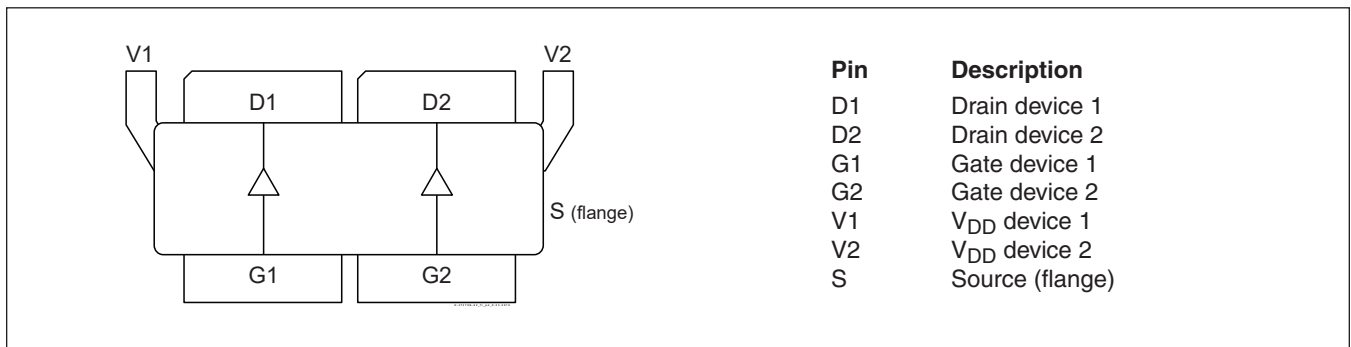 V1
V2
D1
D2
S (flange)
G1
G2
Pin Description
D1 Drain device 1
D2 Drain device 2
G1 Gate device 1
G2 Gate device 2
V1 VDD device 1
V2 VDD device 2
S Source (flange)